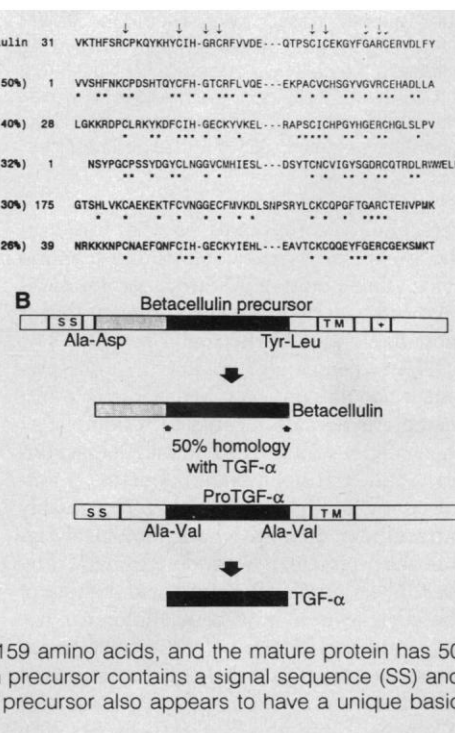 ulin 31 VKTHFSRCPKQYKHYCIH-GRCRFVVDE---QTPSCICEKGYFGARCERVDLFY
50%) 1 VVSHFNKCPDSHTQYCFH-GTCRFLVQE---EKPACVCHSGYVGVRCEHADLLA
40%) 28 LGKKRDPCLRKYKDFCIH-GECKYVKEL---RAPSCICHPGYHGERCHGLSLPV
32%) 1 NSYPGCPSSYDGYCLNGGVCMHIESL--DSYTCNCVIGYSGDRCQTRDLRWWEL
30%) 175 GTSHLVKCAEKEKTFCVNGGECFMVKDLSNPSRYLCKCQPGFTGARCTENVPMK
26%) 39 NRKKKNPCNAEFQNFCIH-GECKYIEHL---EAVTCKCQQEYFGERCGEKSMKT
B
Betacellulin precursor
SS TM +
Ala-Asp Tyr-Leu
Betacellulin
50% homology
with TGF-α
ProTGF-α
SS TM
Ala-Val Ala-Val
TGF-α
159 amino acids, and the mature protein has 50
precursor contains a signal sequence (SS) and
precursor also appears to have a unique basic